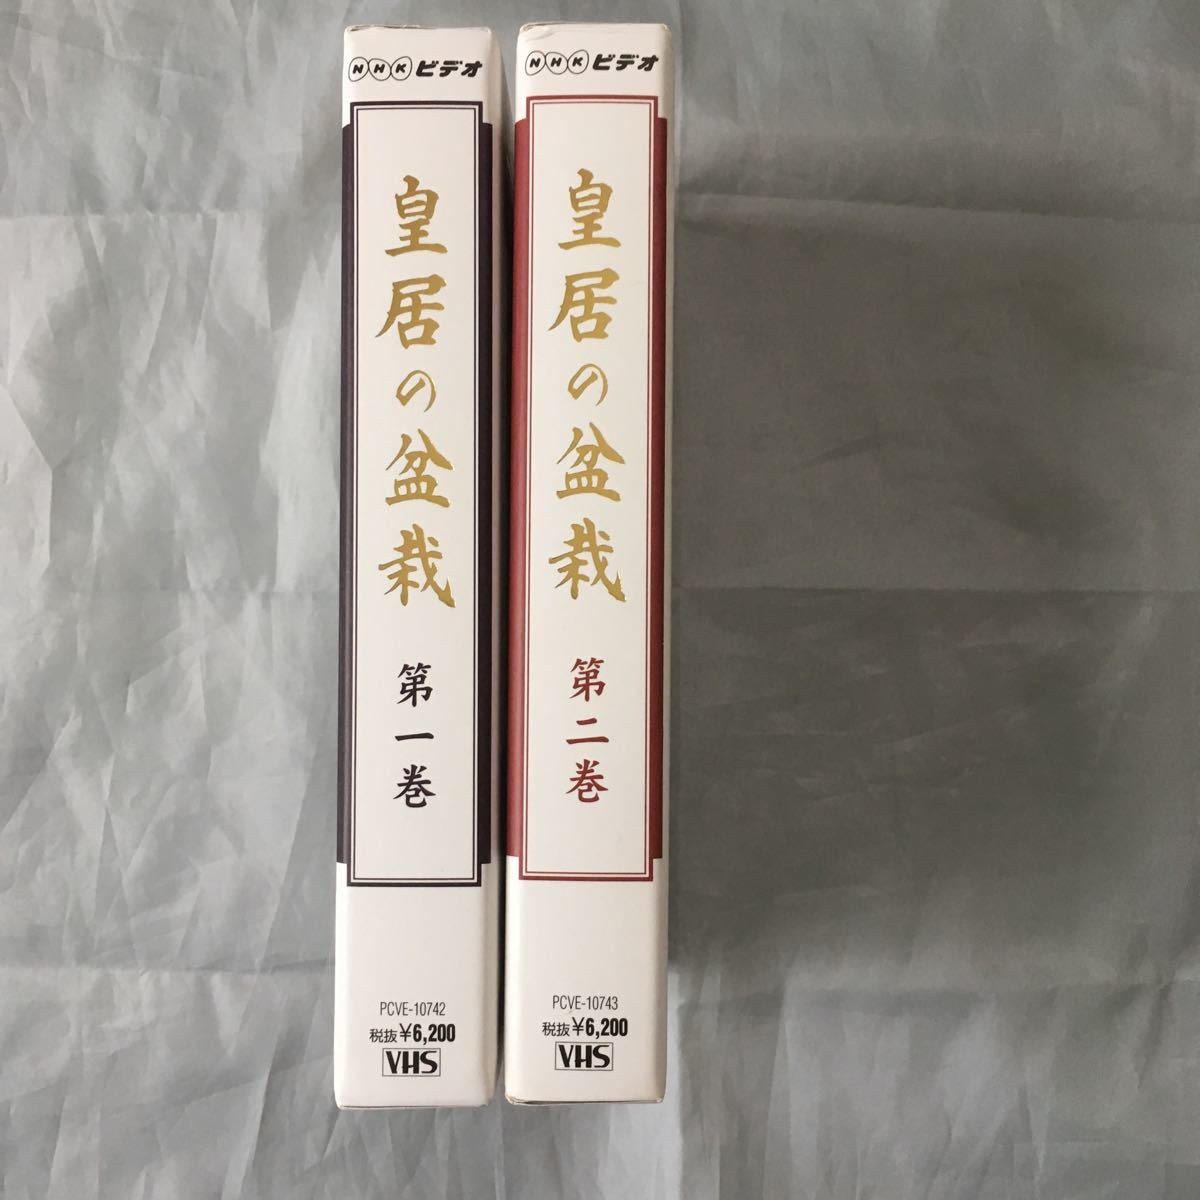 NHKビデオ
皇居の盆栽
第一巻
PCVE-10742
税抜¥6,200
VHS
NHKビデオ
皇居の盆栽
第二巻
PCVE-10743
税抜¥6,200
VHS